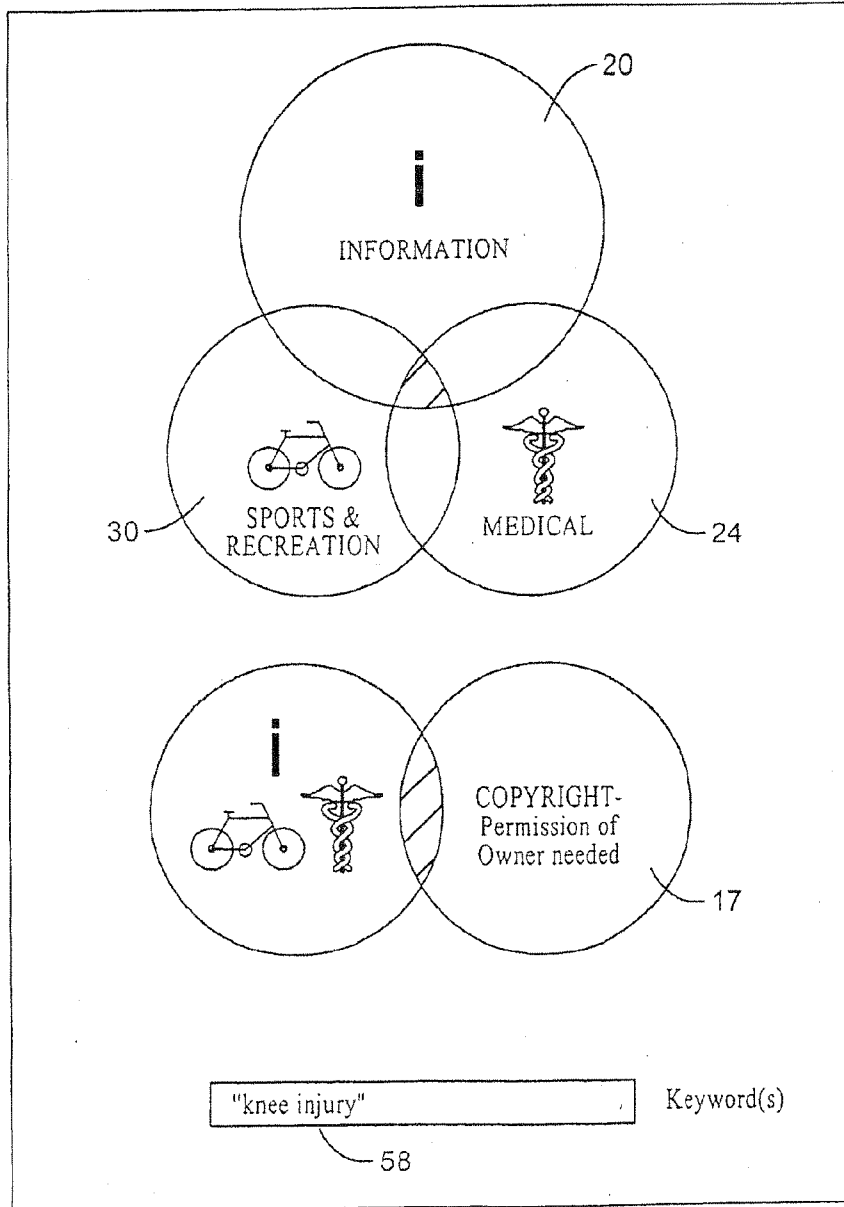 20
i
INFORMATION
30
SPORTS &
RECREATION
MEDICAL
24
i
COPYRIGHT-
Permission of
Owner needed
17
"knee injury"
Keyword(s)
58